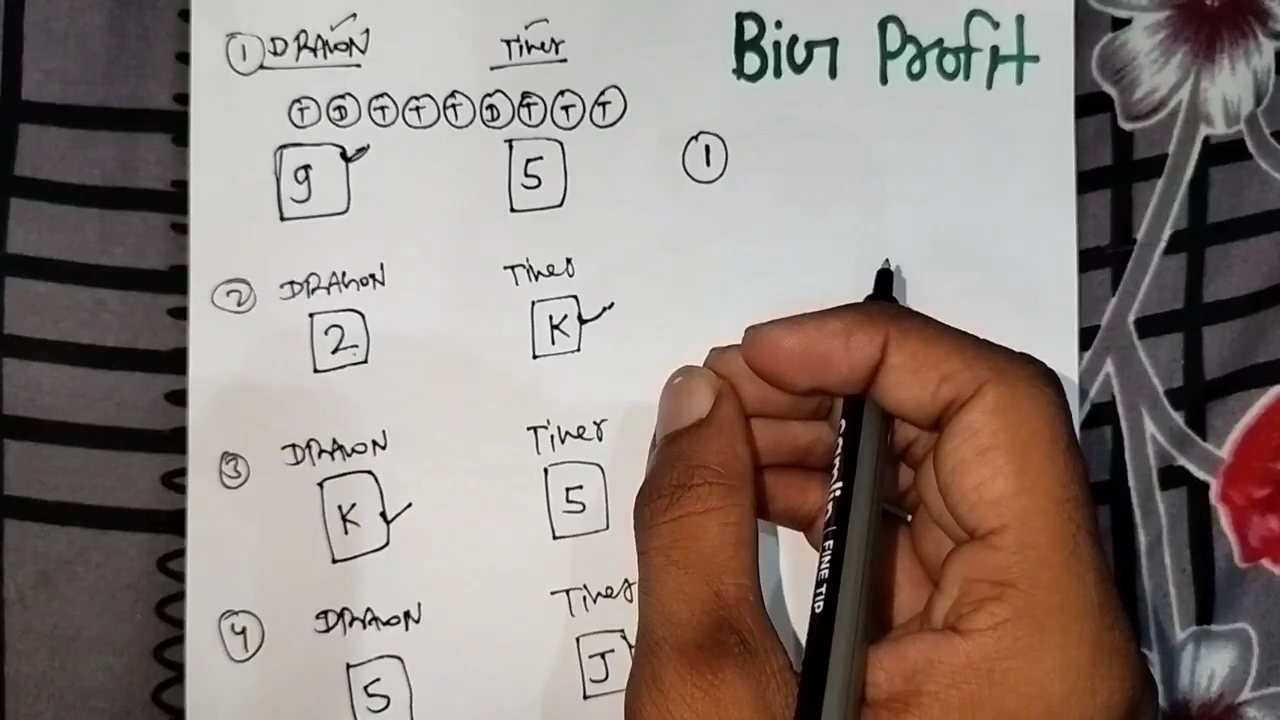 ① DRAGON Tiger
Big Profit
T D T T T D T T T
9 5
①
② DRAGON Tiger
2 K
③ DRAGON Tiger
K 5
④ DRAGON Tiger
5 J
camlin / FINE TIP